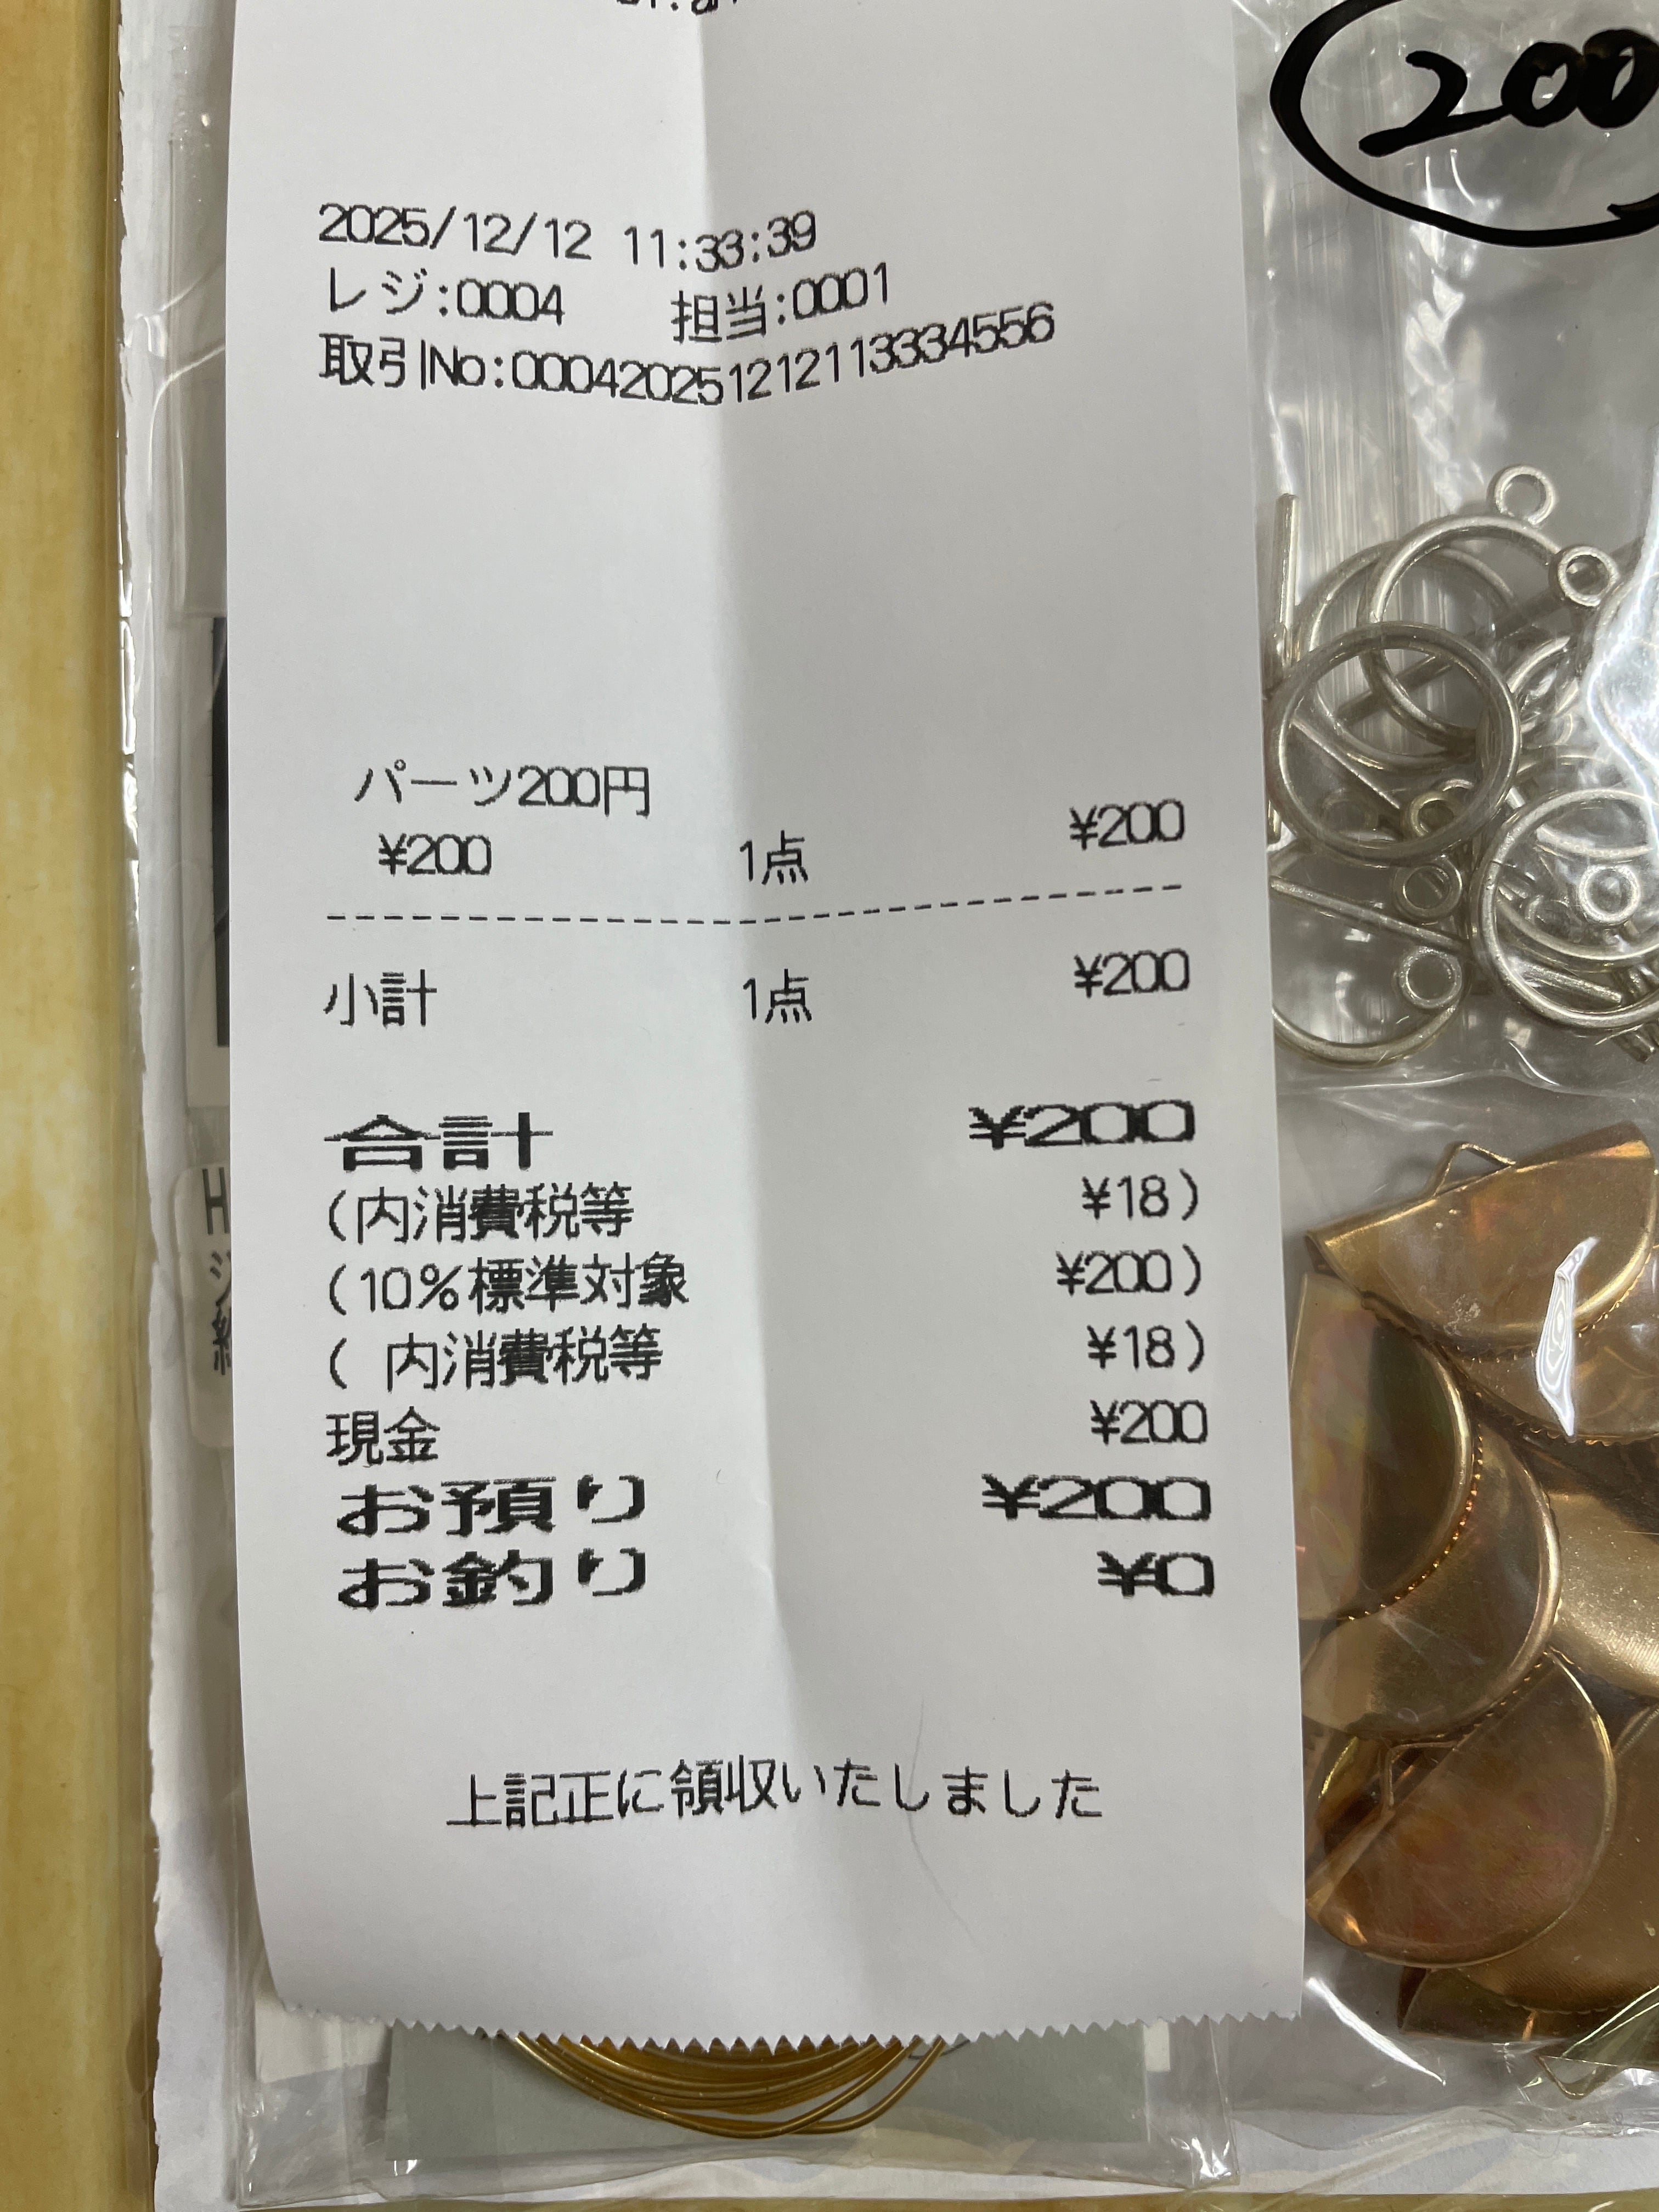 200
2025/12/12 11:33:39
レジ:0004 担当:0001
取引No:000420251212113334556
パーツ200円
¥200 1点 ¥200
小計 1点 ¥200
合計 ¥200
(内消費税等 ¥18)
(10%標準対象 ¥200)
( 内消費税等 ¥18)
現金 ¥200
お預り ¥200
お釣り ¥0
上記正に領収いたしました